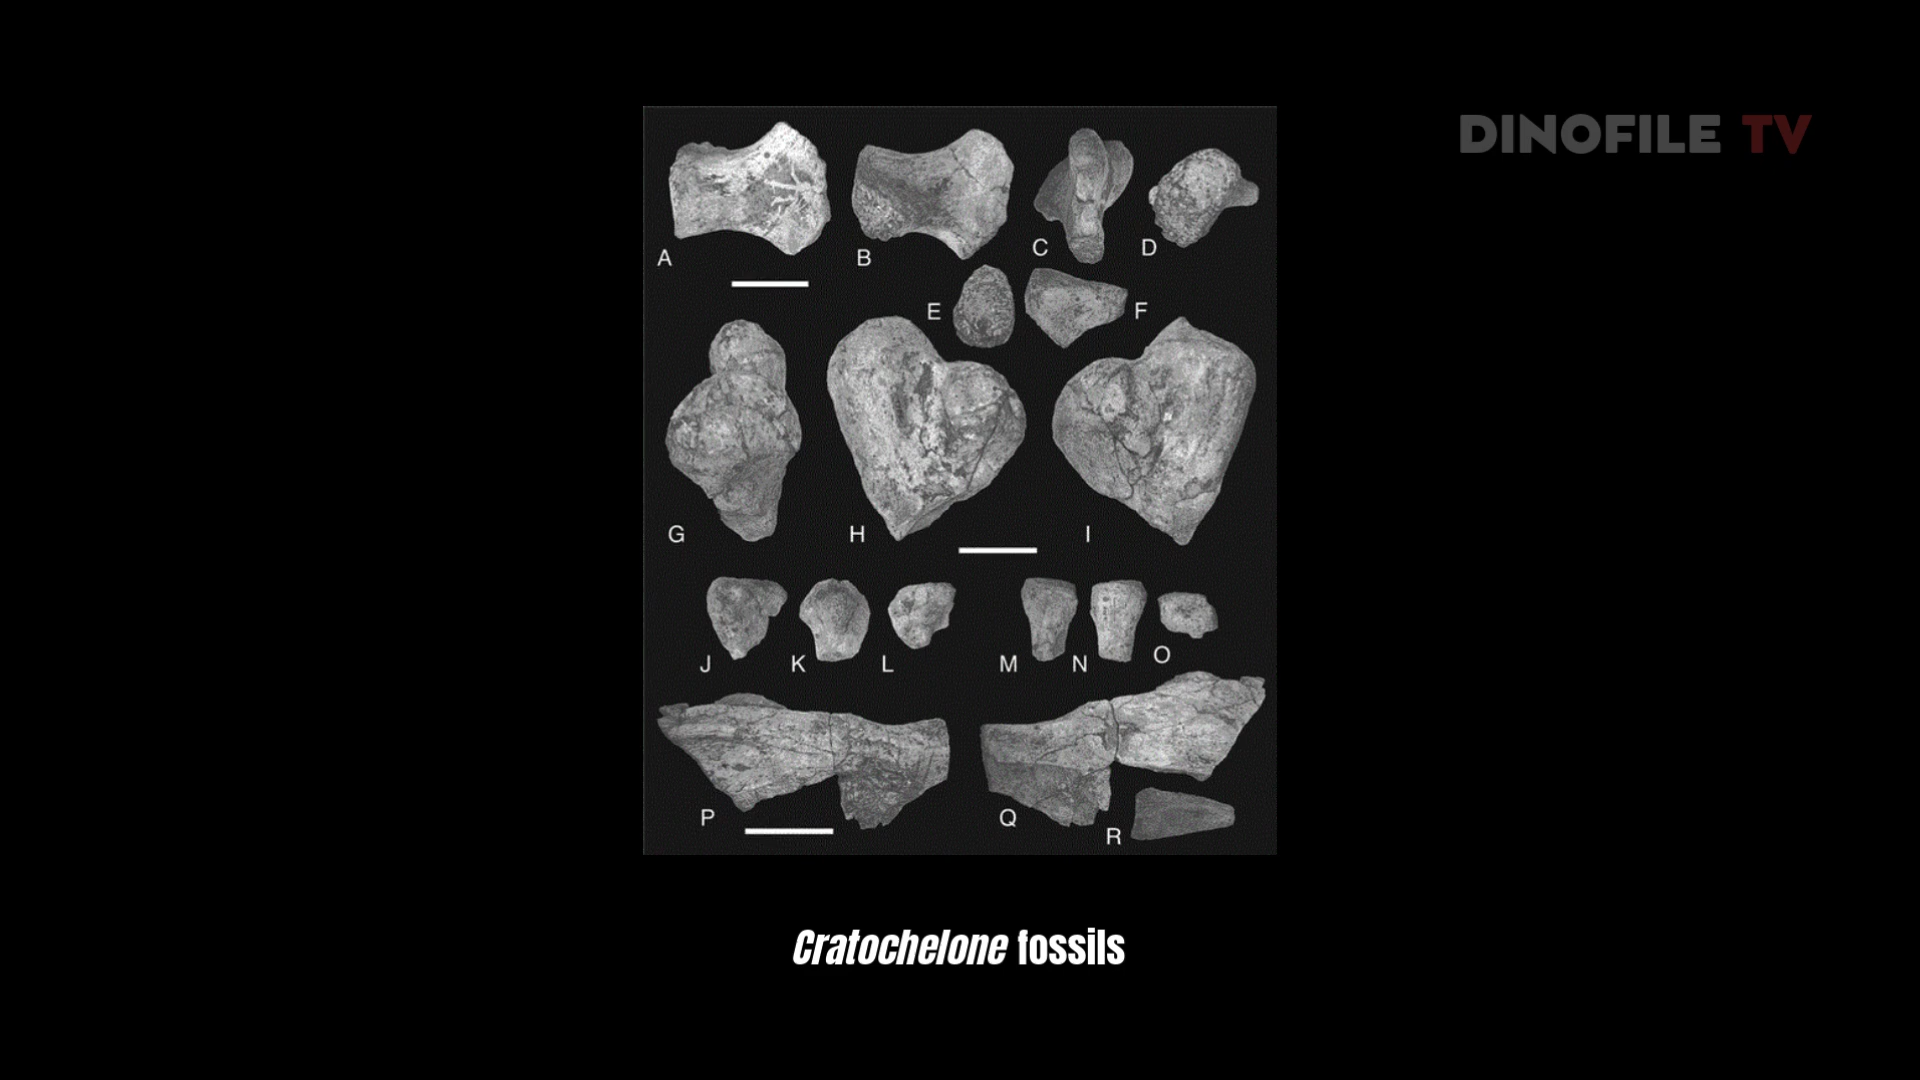 DINOFILE TV
A B C D
E F
G H I
J K L M N O
P Q R
Cratochelone fossils